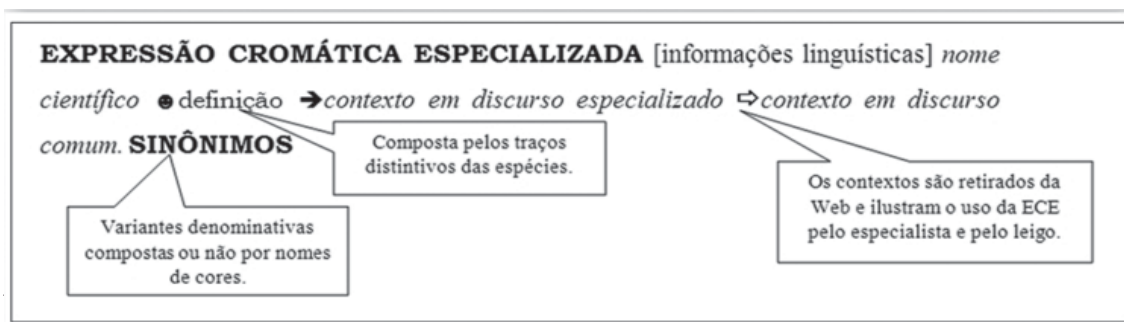 EXPRESSÃO CROMÁTICA ESPECIALIZADA [informações linguísticas] nome
científico ☻definição ➔contexto em discurso especializado ⇨contexto em discurso
comum. SINÔNIMOS
Composta pelos traços
distintivos das espécies.
Os contextos são retirados da
Web e ilustram o uso da ECE
pelo especialista e pelo leigo.
Variantes denominativas
compostas ou não por nomes
de cores.